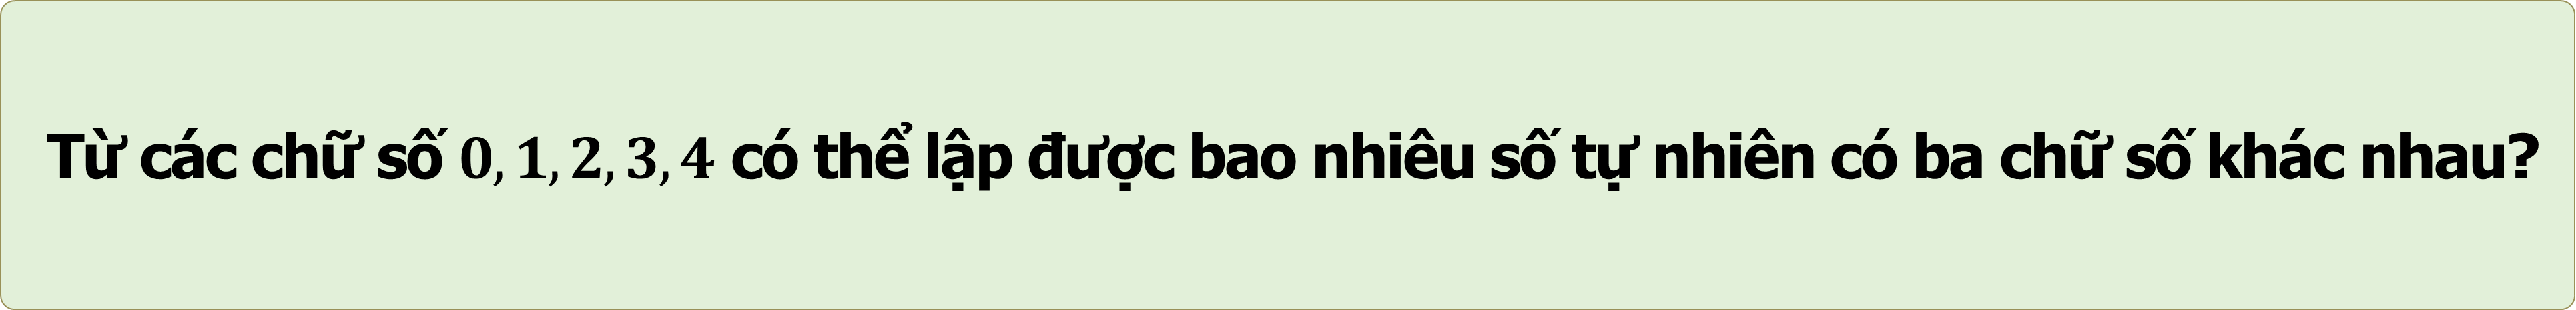 Từ các chữ số 0, 1, 2, 3, 4 có thể lập được bao nhiêu số tự nhiên có ba chữ số khác nhau?